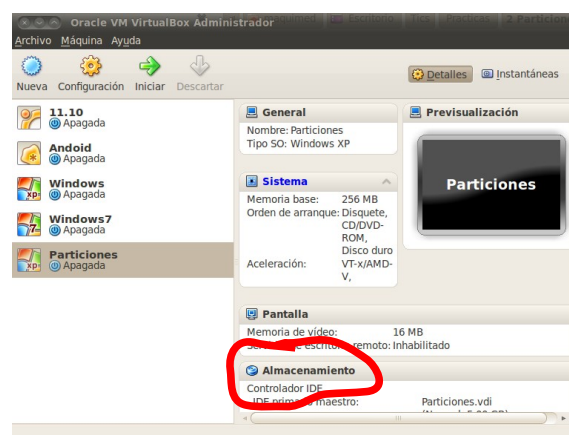 Oracle VM VirtualBox Administrador
Archivo Máquina Ayuda
Nueva Configuración Iniciar Descartar
Detalles Instantáneas
11.10
Apagada
Andoid
Apagada
Windows
Apagada
Windows7
Apagada
Particiones
Apagada
General
Nombre: Particiones
Tipo SO: Windows XP
Previsualización
Particiones
Sistema
Memoria base: 256 MB
Orden de arranque: Disquete,
CD/DVD-
ROM,
Disco duro
Aceleración: VT-x/AMD-
V,
Pantalla
Memoria de vídeo: 16 MB
remoto: Inhabilitado
Almacenamiento
Controlador IDE
IDE primario maestro: Particiones.vdi